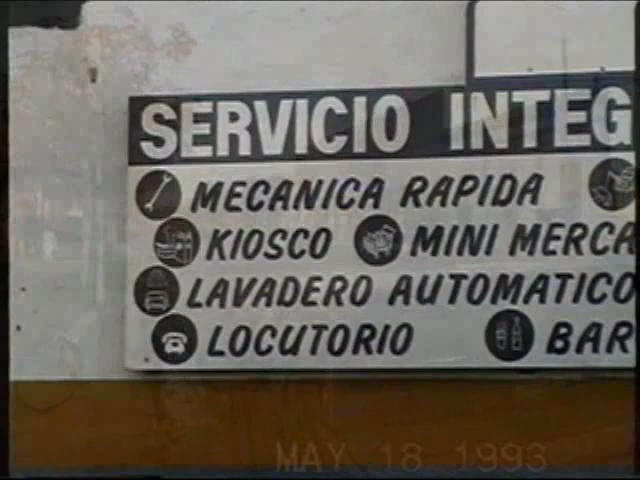 SERVICIO INTEG
MECANICA RAPIDA
KIOSCO MINI MERCA
LAVADERO AUTOMATICO
LOCUTORIO BAR
MAY 18 1993